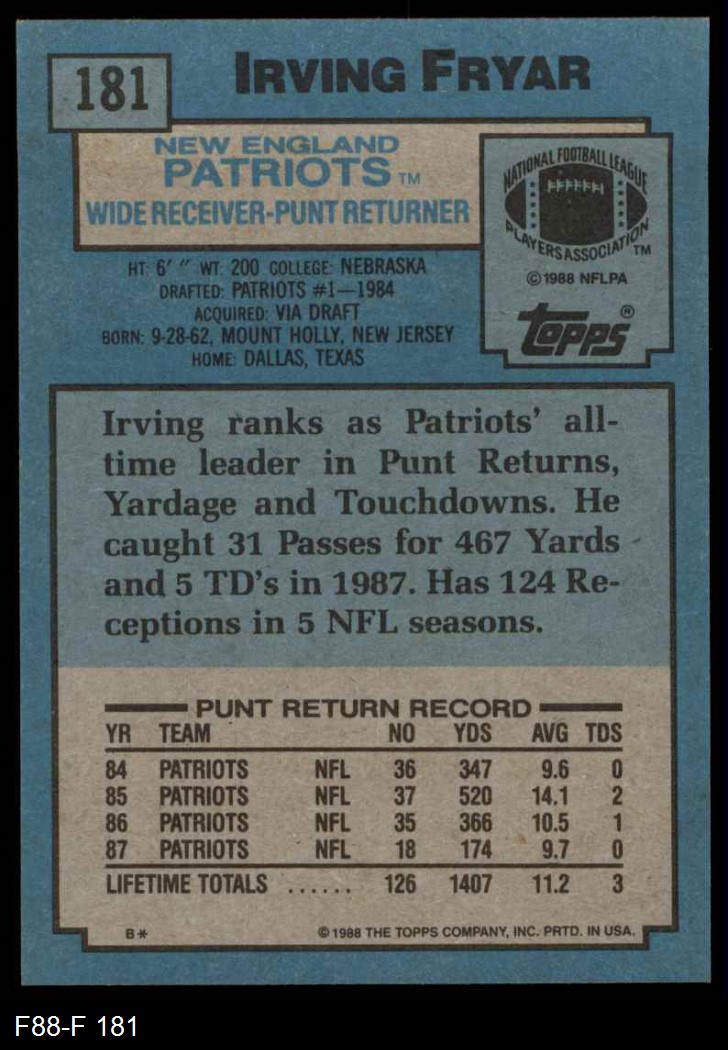 181
IRVING FRYAR
NEW ENGLAND
PATRIOTS TM
WIDE RECEIVER-PUNT RETURNER
NATIONAL FOOTBALL LEAGUE
PLAYERS ASSOCIATION TM
© 1988 NFLPA
topps ®
HT: 6′ ″ WT: 200 COLLEGE: NEBRASKA
DRAFTED: PATRIOTS #1—1984
ACQUIRED: VIA DRAFT
BORN: 9-28-62, MOUNT HOLLY, NEW JERSEY
HOME: DALLAS, TEXAS
Irving ranks as Patriots' all-
time leader in Punt Returns,
Yardage and Touchdowns. He
caught 31 Passes for 467 Yards
and 5 TD's in 1987. Has 124 Re-
ceptions in 5 NFL seasons.
PUNT RETURN RECORD
YR TEAM NO YDS AVG TDS
84 PATRIOTS NFL 36 347 9.6 0
85 PATRIOTS NFL 37 520 14.1 2
86 PATRIOTS NFL 35 366 10.5 1
87 PATRIOTS NFL 18 174 9.7 0
LIFETIME TOTALS ...... 126 1407 11.2 3
B* © 1988 THE TOPPS COMPANY, INC. PRTD. IN USA.
F88-F 181